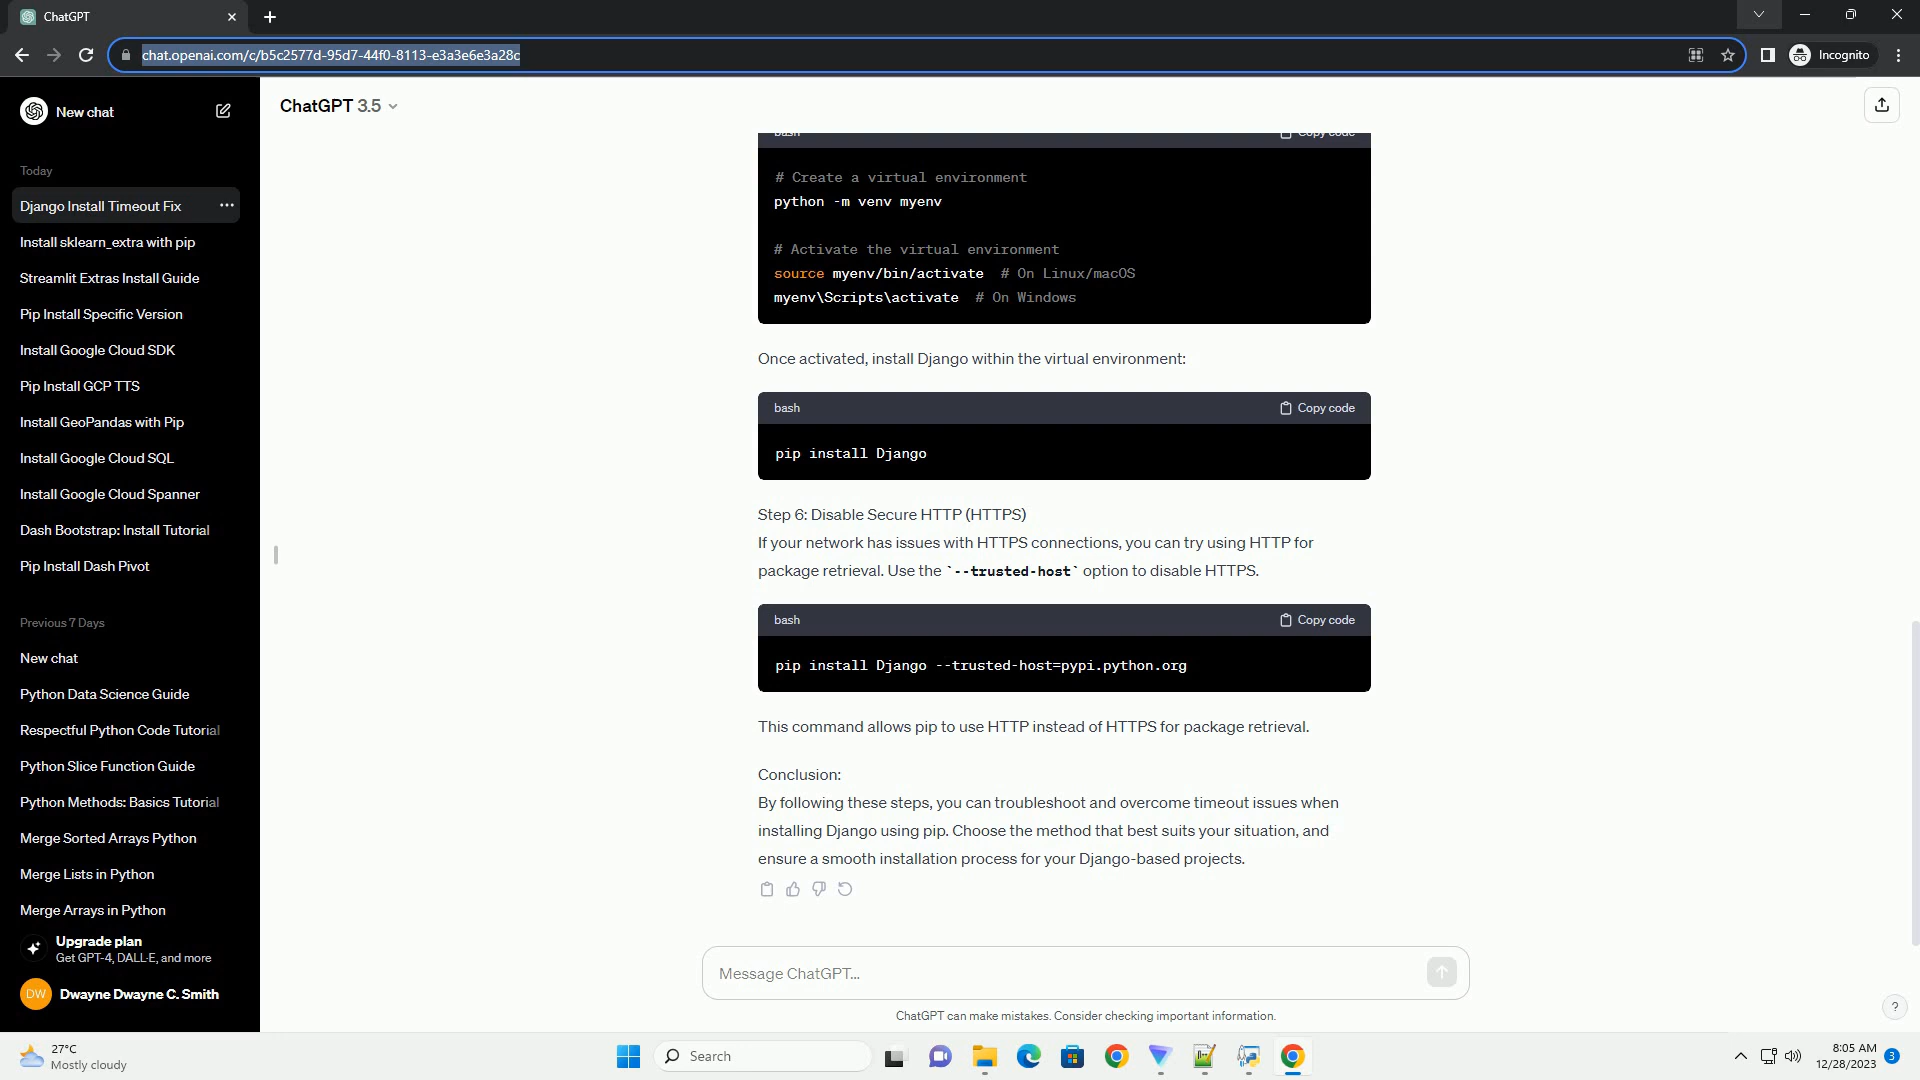 ChatGPT
chat.openai.com/c/b5c2577d-95d7-44f0-8113-e3a3e6e3a28c
Incognito
New chat
ChatGPT 3.5
Today
Django Install Timeout Fix
Install sklearn_extra with pip
Streamlit Extras Install Guide
Pip Install Specific Version
Install Google Cloud SDK
Pip Install GCP TTS
Install GeoPandas with Pip
Install Google Cloud SQL
Install Google Cloud Spanner
Dash Bootstrap: Install Tutorial
Pip Install Dash Pivot
Previous 7 Days
New chat
Python Data Science Guide
Respectful Python Code Tutorial
Python Slice Function Guide
Python Methods: Basics Tutorial
Merge Sorted Arrays Python
Merge Lists in Python
Merge Arrays in Python
Upgrade plan
Get GPT-4, DALL·E, and more
DW
Dwayne Dwayne C. Smith
bash
Copy code
# Create a virtual environment
python -m venv myenv
# Activate the virtual environment
source myenv/bin/activate # On Linux/macOS
myenv\Scripts\activate # On Windows
Once activated, install Django within the virtual environment:
bash
Copy code
pip install Django
Step 6: Disable Secure HTTP (HTTPS)
If your network has issues with HTTPS connections, you can try using HTTP for
package retrieval. Use the `--trusted-host` option to disable HTTPS.
bash
Copy code
pip install Django --trusted-host=pypi.python.org
This command allows pip to use HTTP instead of HTTPS for package retrieval.
Conclusion:
By following these steps, you can troubleshoot and overcome timeout issues when
installing Django using pip. Choose the method that best suits your situation, and
ensure a smooth installation process for your Django-based projects.
Message ChatGPT...
ChatGPT can make mistakes. Consider checking important information.
?
27°C
Mostly cloudy
Search
8:05 AM
12/28/2023
3